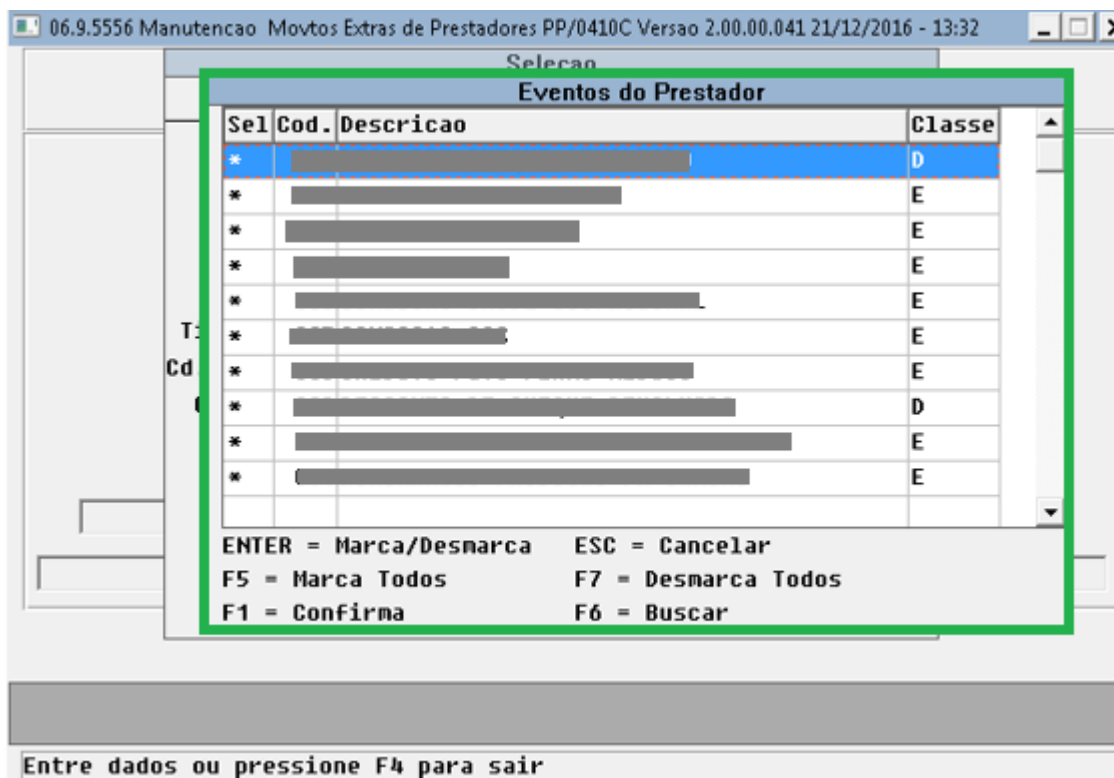 06.9.5556 Manutencao Movtos Extras de Prestadores PP/0410C Versao 2.00.00.041 21/12/2016 - 13:32
Selecao
Eventos do Prestador
Sel Cod. Descricao Classe
* D
* E
* E
* E
* E
* E
* E
* D
* E
* E
Cd.
ENTER = Marca/Desmarca ESC = Cancelar
F5 = Marca Todos F7 = Desmarca Todos
F1 = Confirma F6 = Buscar
Entre dados ou pressione F4 para sair